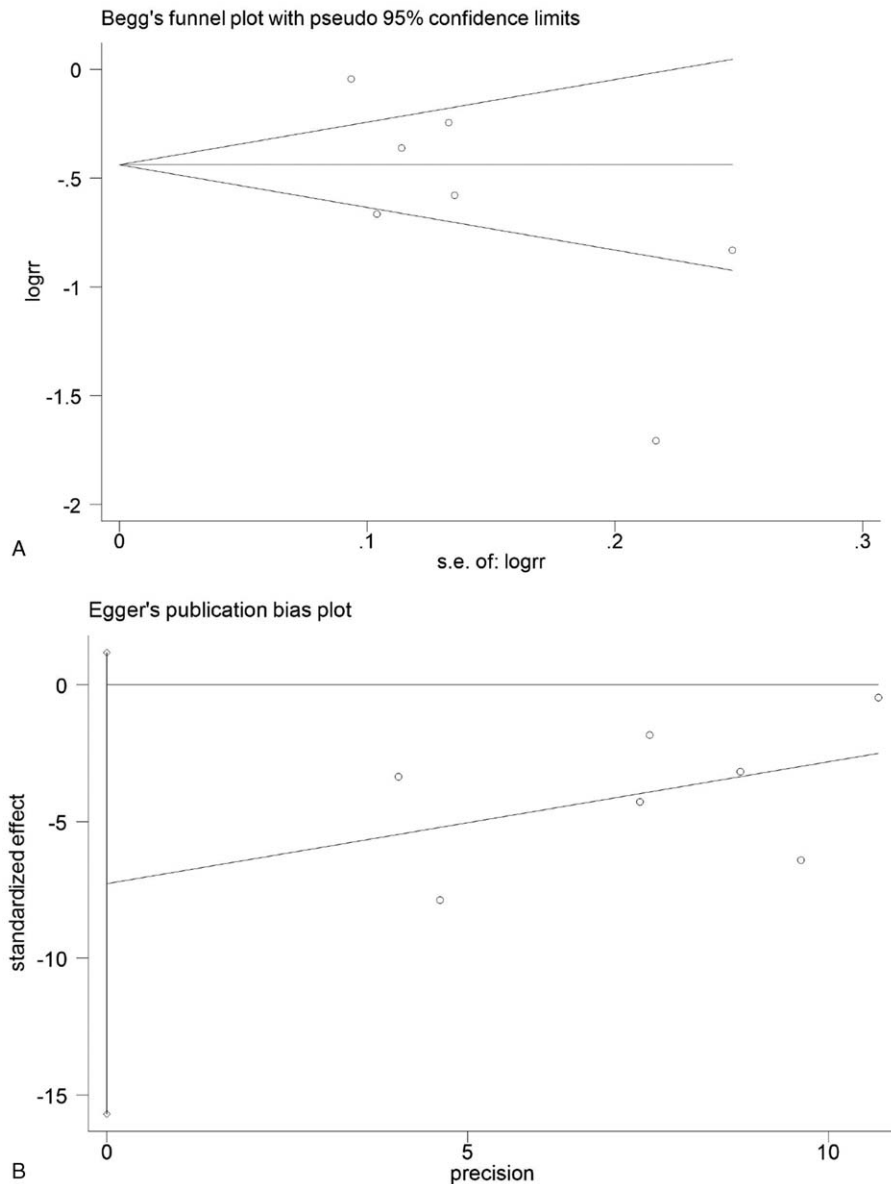 Begg's funnel plot with pseudo 95% confidence limits
0
-.5
-1
-1.5
-2
logrr
0 .1 .2 .3
s.e. of: logrr
A
Egger's publication bias plot
0
-5
-10
-15
standardized effect
0 5 10
precision
B